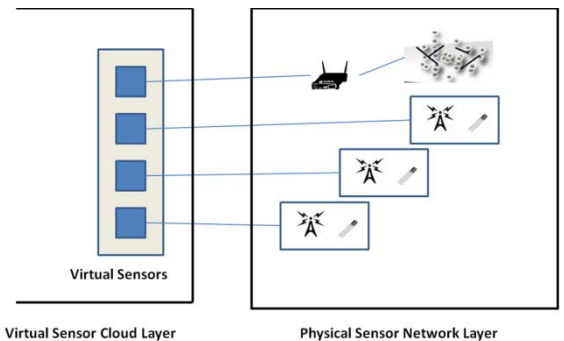 Virtual Sensors
Virtual Sensor Cloud Layer
Physical Sensor Network Layer